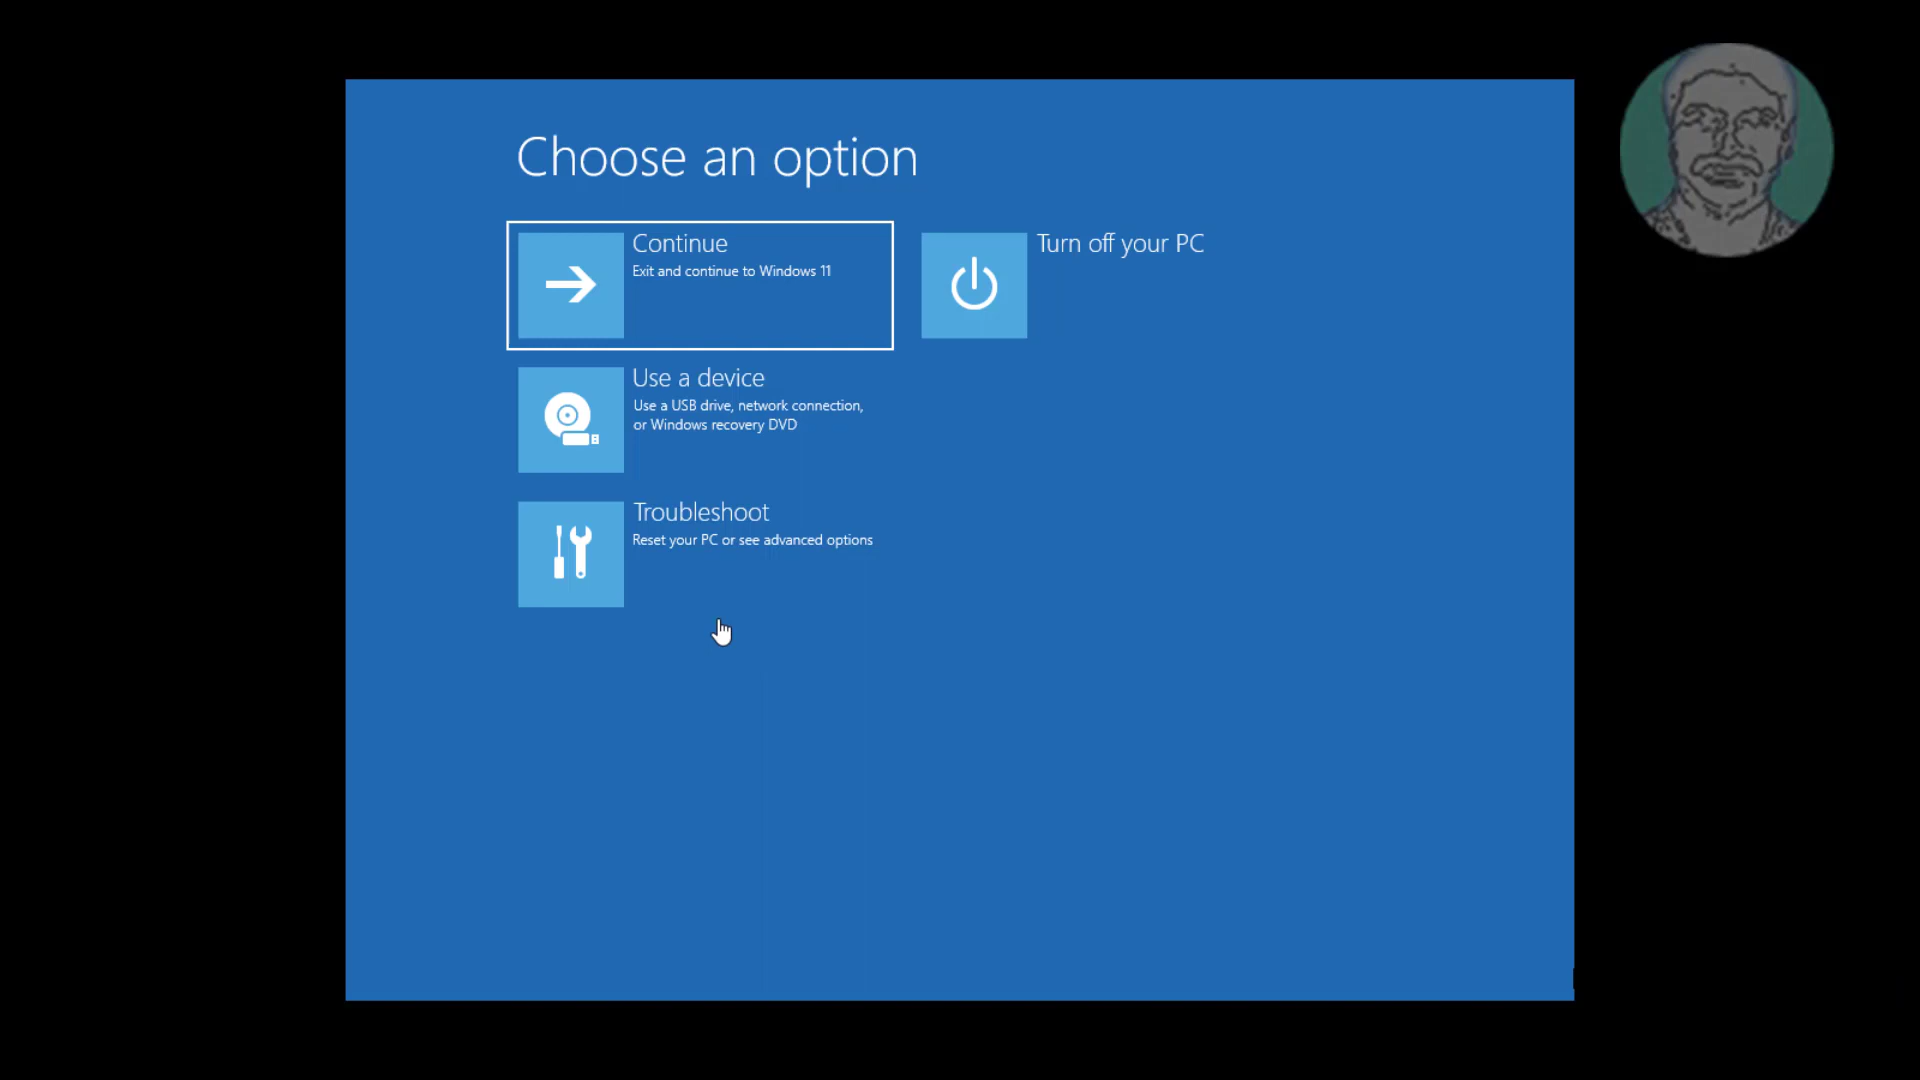 Choose an option
Continue
Exit and continue to Windows 11
Turn off your PC
Use a device
Use a USB drive, network connection,
or Windows recovery DVD
Troubleshoot
Reset your PC or see advanced options